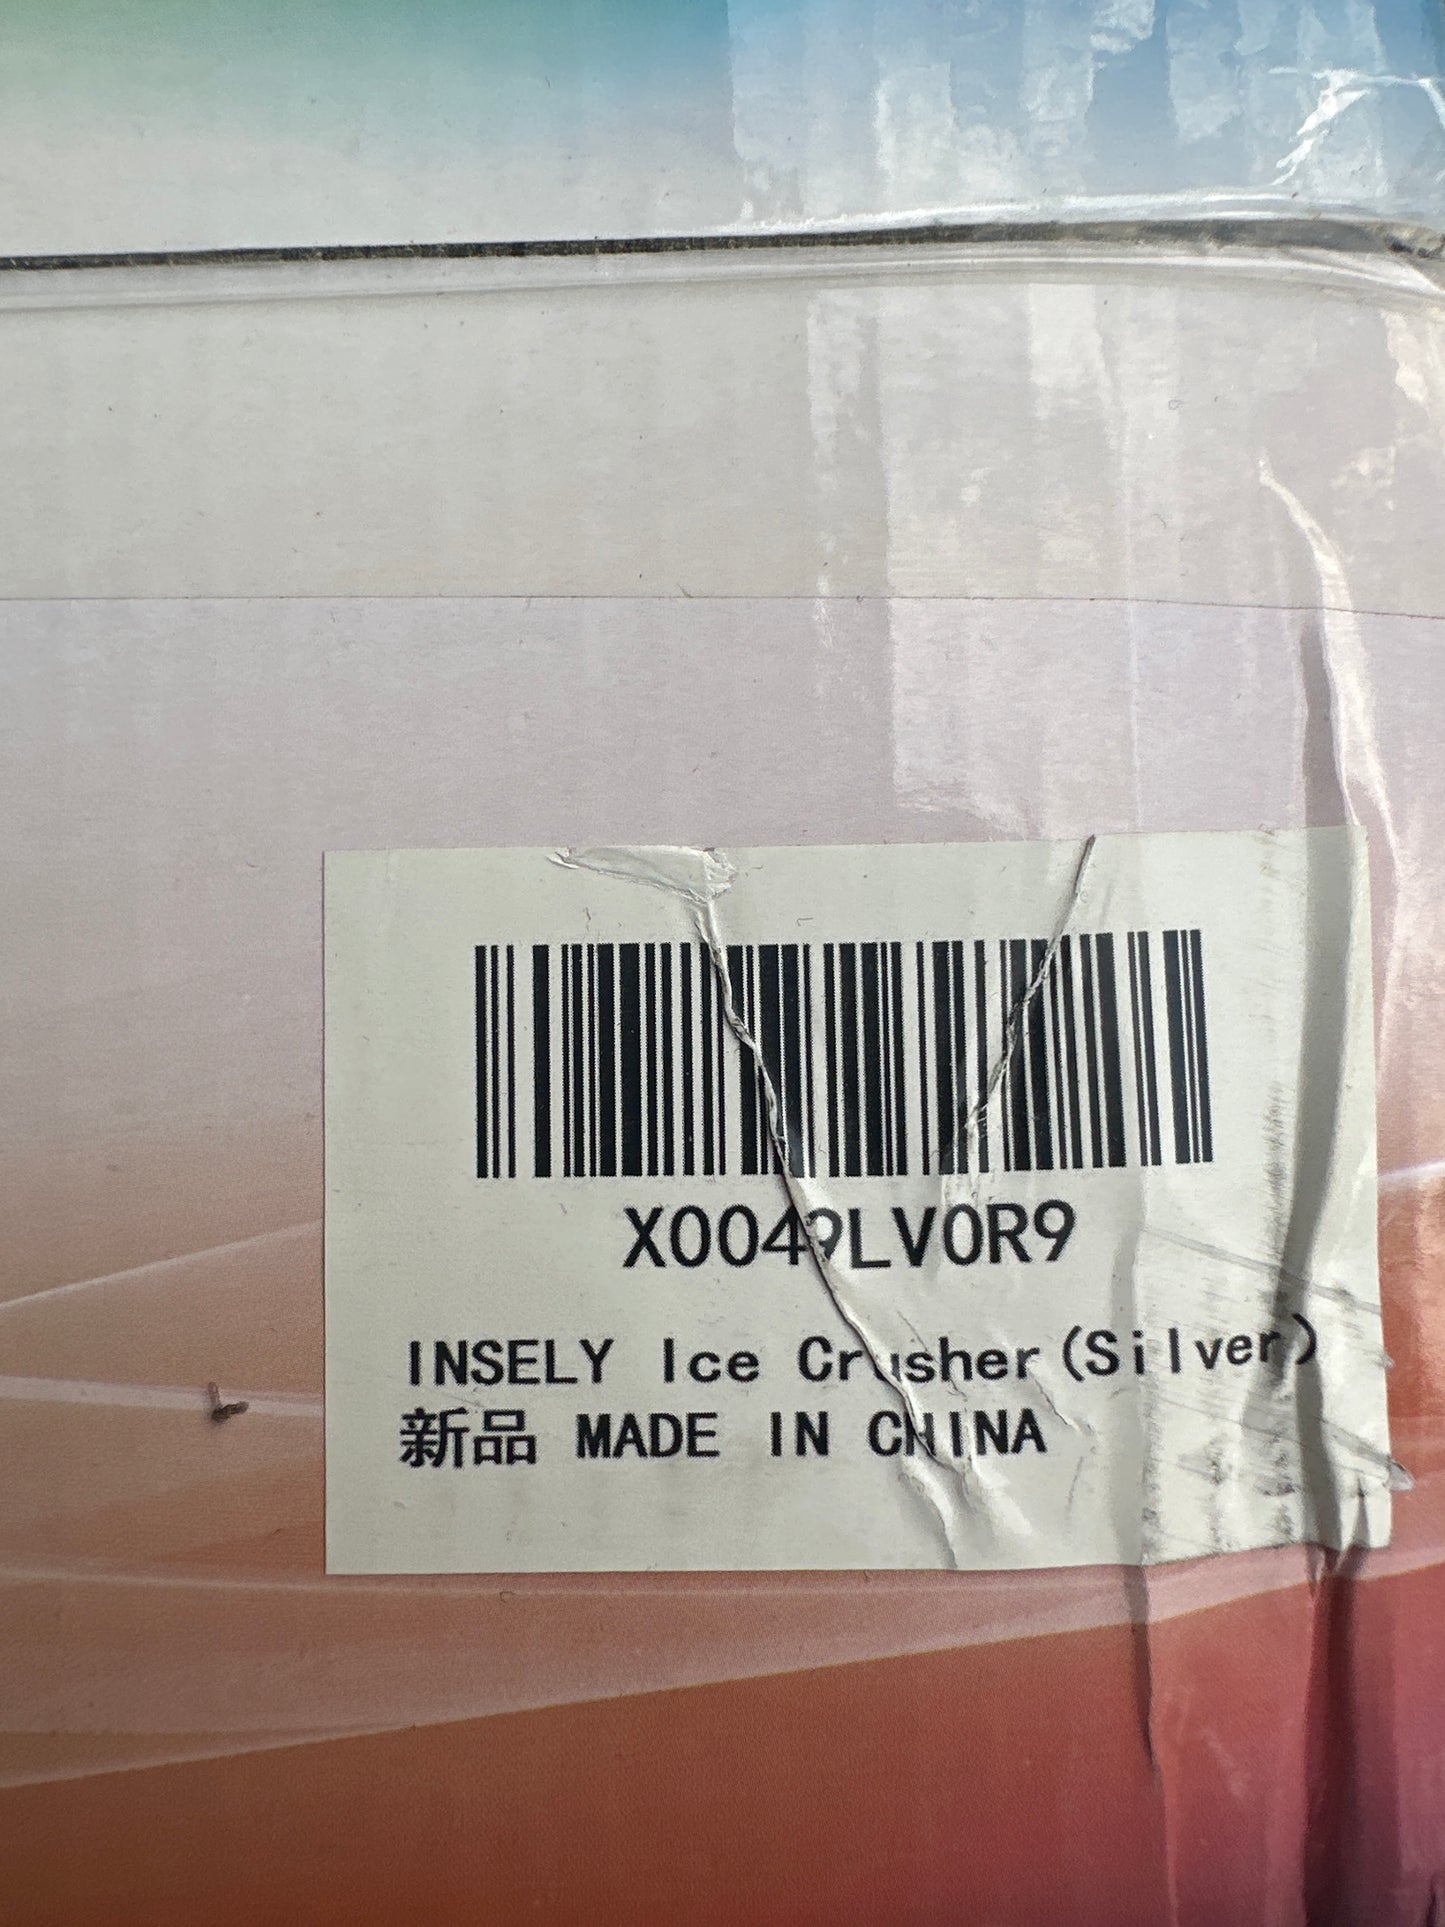 X0049LV0R9
INSELY Ice Crusher(Silver)
新品 MADE IN CHINA